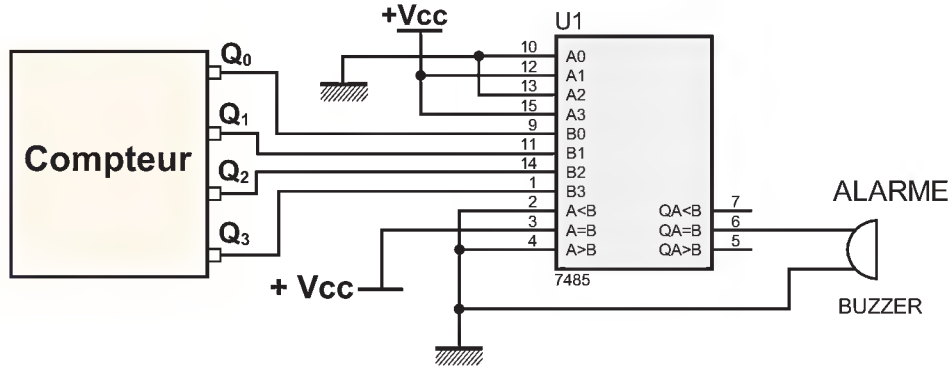 +Vcc
U1
Compteur
Q0
Q1
Q2
Q3
10 A0
12 A1
13 A2
15 A3
9 B0
11 B1
14 B2
1 B3
2 A<B QA<B 7
3 A=B QA=B 6
4 A>B QA>B 5
7485
+ Vcc
ALARME
BUZZER